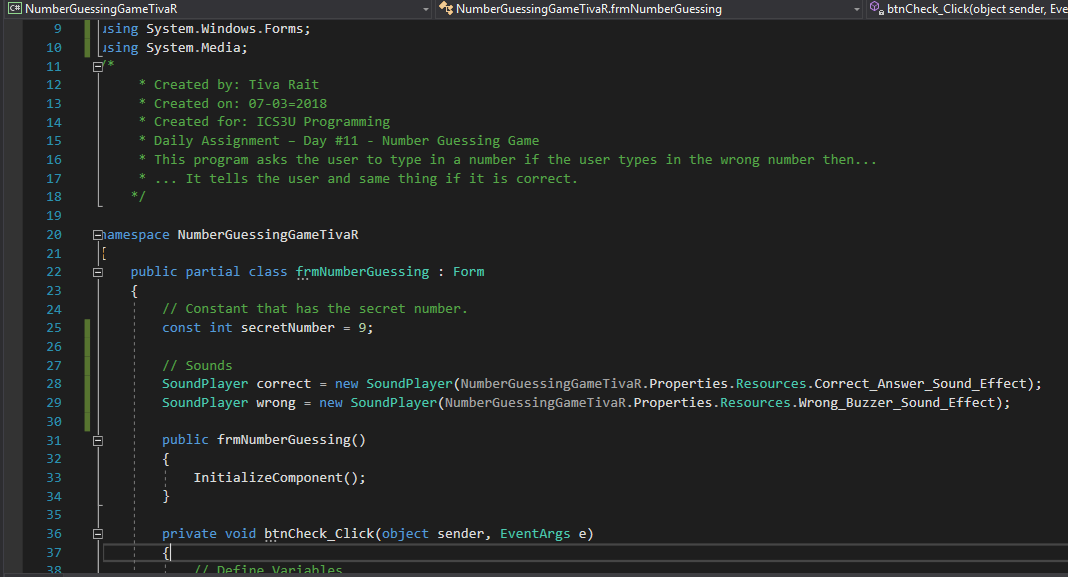 C# NumberGuessingGameTivaR NumberGuessingGameTivaR.frmNumberGuessing btnCheck_Click(object sender, Eve
9 using System.Windows.Forms;
10 using System.Media;
11 /*
12 * Created by: Tiva Rait
13 * Created on: 07-03=2018
14 * Created for: ICS3U Programming
15 * Daily Assignment – Day #11 - Number Guessing Game
16 * This program asks the user to type in a number if the user types in the wrong number then...
17 * ... It tells the user and same thing if it is correct.
18 */
19
20 namespace NumberGuessingGameTivaR
21 {
22 public partial class frmNumberGuessing : Form
23 {
24 // Constant that has the secret number.
25 const int secretNumber = 9;
26
27 // Sounds
28 SoundPlayer correct = new SoundPlayer(NumberGuessingGameTivaR.Properties.Resources.Correct_Answer_Sound_Effect);
29 SoundPlayer wrong = new SoundPlayer(NumberGuessingGameTivaR.Properties.Resources.Wrong_Buzzer_Sound_Effect);
30
31 public frmNumberGuessing()
32 {
33 InitializeComponent();
34 }
35
36 private void btnCheck_Click(object sender, EventArgs e)
37 {
38 // Define Variables